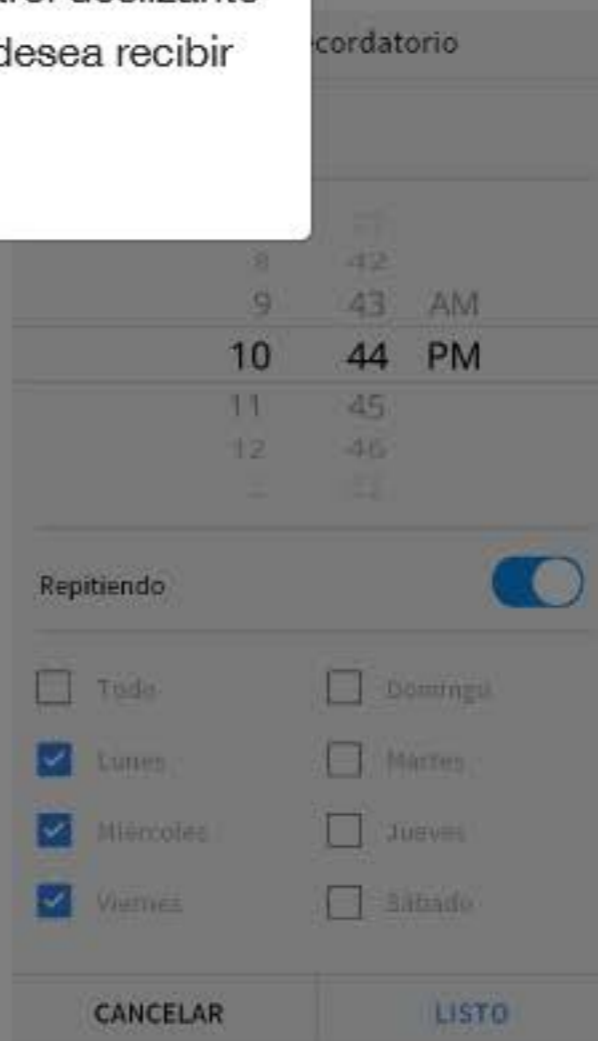 desea recibir
cordatorio
8 42
9 43 AM
10 44 PM
11 45
12 46
Repitiendo
Todo Domingo
Lunes Martes
Miércoles Jueves
Viernes Sábado
CANCELAR LISTO